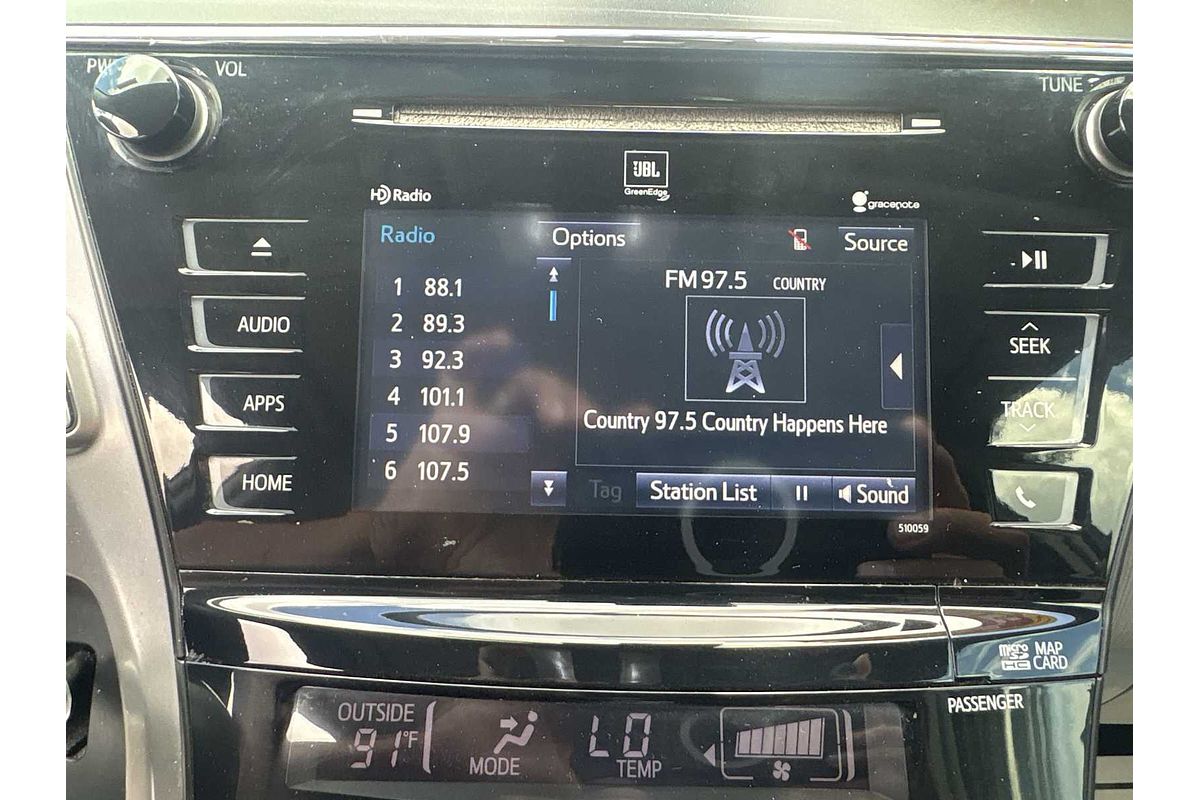 VOL
TUNE
JBL
GreenEdge
HD Radio
gracenote
Radio
Options
Source
1 88.1
2 89.3
3 92.3
4 101.1
5 107.9
6 107.5
FM 97.5 COUNTRY
Country 97.5 Country Happens Here
Tag
Station List
Sound
510059
AUDIO
APPS
HOME
SEEK
TRACK
micro SD HC MAP CARD
PASSENGER
OUTSIDE
91°F
MODE
LO
TEMP